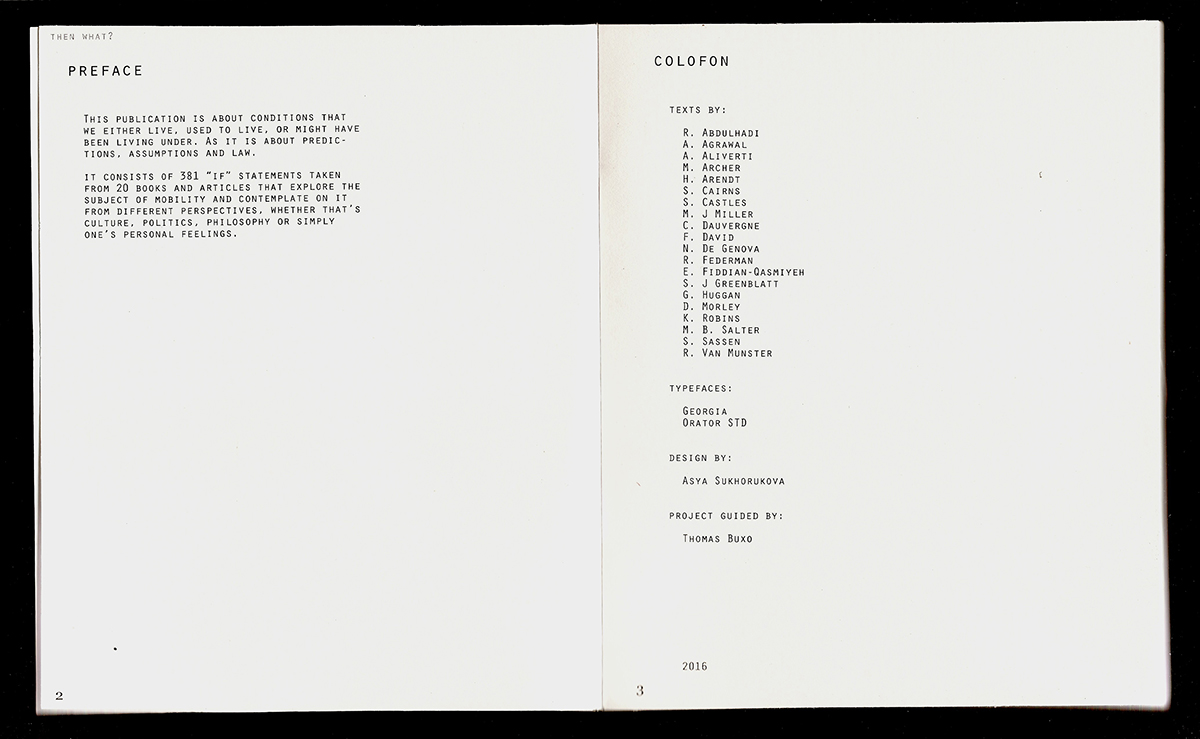 THEN WHAT?
PREFACE
THIS PUBLICATION IS ABOUT CONDITIONS THAT
WE EITHER LIVE, USED TO LIVE, OR MIGHT HAVE
BEEN LIVING UNDER. AS IT IS ABOUT PREDIC-
TIONS, ASSUMPTIONS AND LAW.
IT CONSISTS OF 381 "IF" STATEMENTS TAKEN
FROM 20 BOOKS AND ARTICLES THAT EXPLORE THE
SUBJECT OF MOBILITY AND CONTEMPLATE ON IT
FROM DIFFERENT PERSPECTIVES, WHETHER THAT'S
CULTURE, POLITICS, PHILOSOPHY OR SIMPLY
ONE'S PERSONAL FEELINGS.
2
COLOFON
TEXTS BY:
R. ABDULHADI
A. AGRAWAL
A. ALIVERTI
M. ARCHER
H. ARENDT
S. CAIRNS
S. CASTLES
M. J MILLER
C. DAUVERGNE
F. DAVID
N. DE GENOVA
R. FEDERMAN
E. FIDDIAN-QASMIYEH
S. J GREENBLATT
G. HUGGAN
D. MORLEY
K. ROBINS
M. B. SALTER
S. SASSEN
R. VAN MUNSTER
TYPEFACES:
GEORGIA
ORATOR STD
DESIGN BY:
ASYA SUKHORUKOVA
PROJECT GUIDED BY:
THOMAS BUXO
2016
3